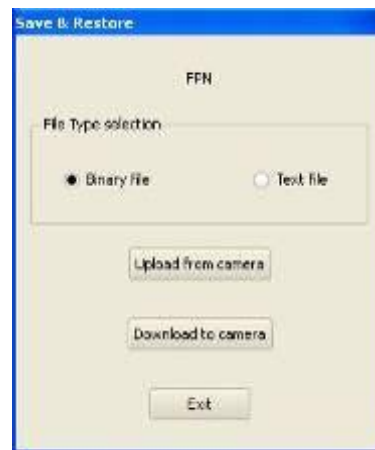 Save & Restore
FPN
File Type selection
Binary file
Text file
Upload from camera
Download to camera
Exit